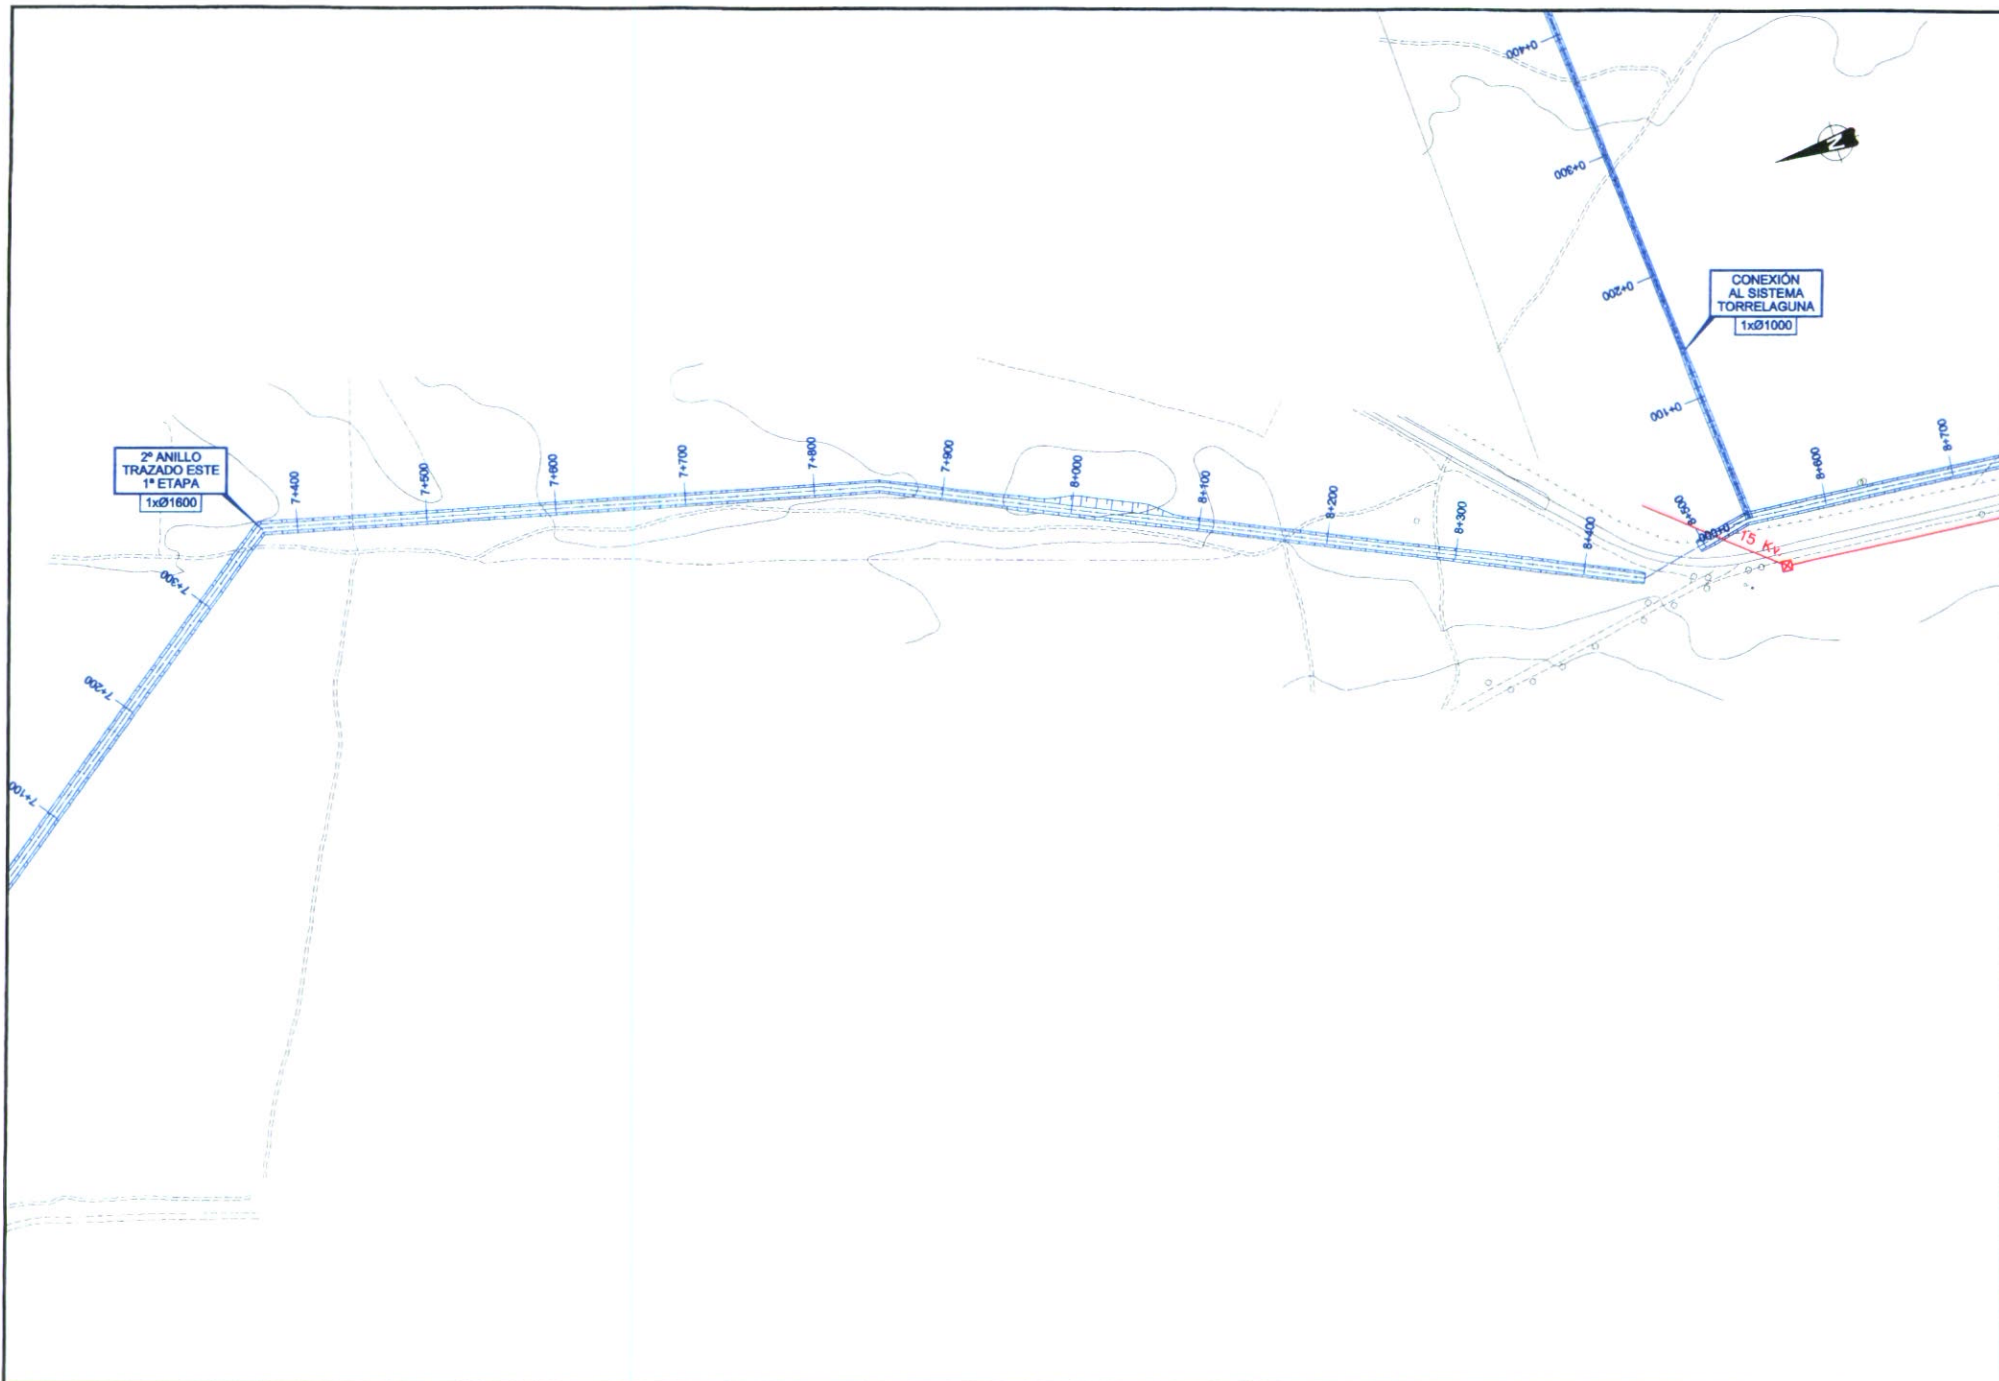 0+400
0+300
0+200
0+100
0+000
CONEXIÓN
AL SISTEMA
TORRELAGUNA
1xØ1000
N
2º ANILLO
TRAZADO ESTE
1ª ETAPA
1xØ1600
7+100
7+200
7+300
7+400
7+500
7+600
7+700
7+800
7+900
8+000
8+100
8+200
8+300
8+400
8+500
8+600
8+700
15 Kv.